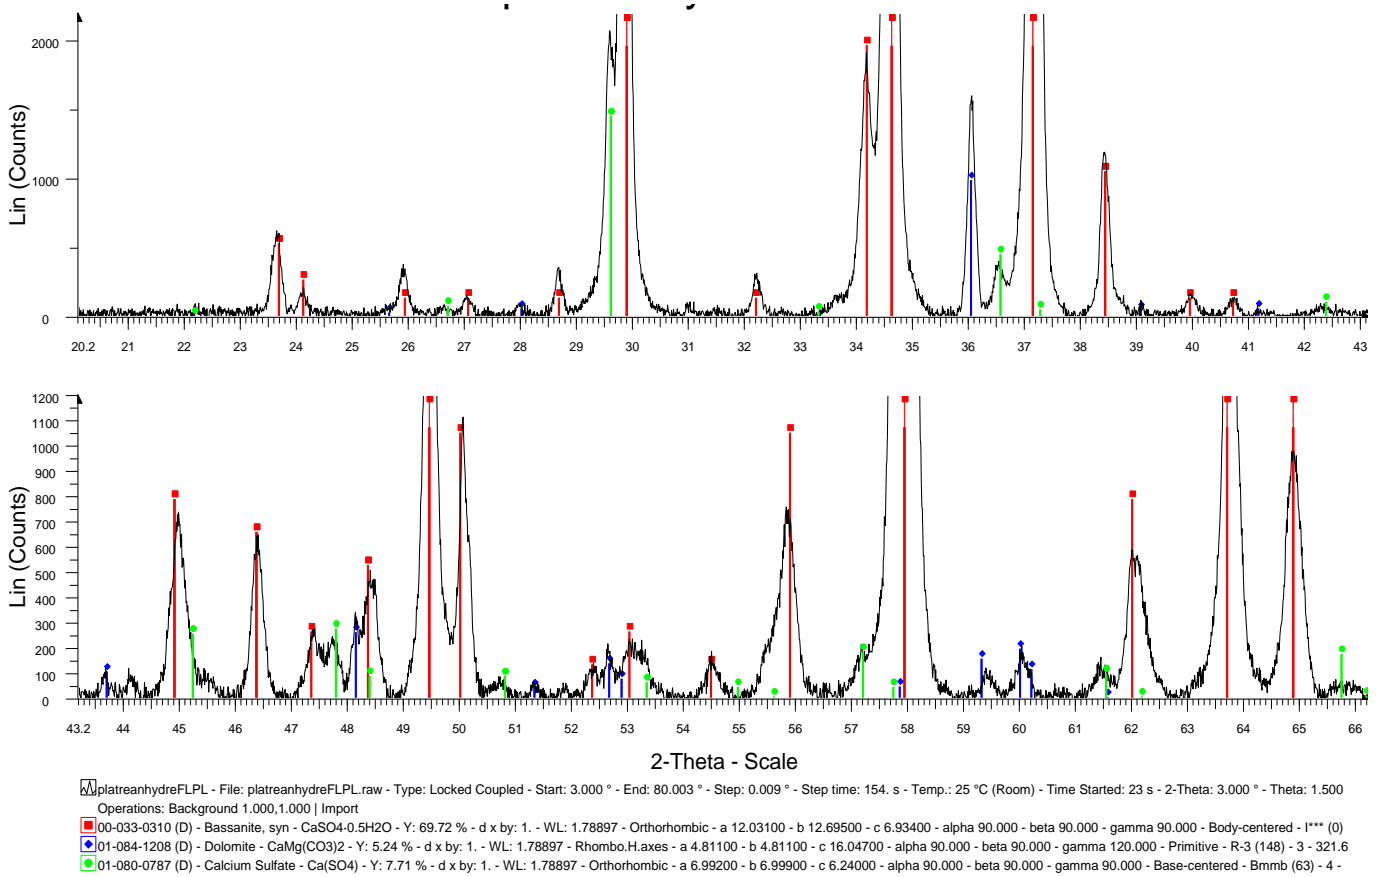 Lin (Counts)
2000
1000
0
20.2 21 22 23 24 25 26 27 28 29 30 31 32 33 34 35 36 37 38 39 40 41 42 43
Lin (Counts)
1200
1100
1000
900
800
700
600
500
400
300
200
100
0
43.2 44 45 46 47 48 49 50 51 52 53 54 55 56 57 58 59 60 61 62 63 64 65 66
2-Theta - Scale
platreanhydreFLPL - File: platreanhydreFLPL.raw - Type: Locked Coupled - Start: 3.000 ° - End: 80.003 ° - Step: 0.009 ° - Step time: 154. s - Temp.: 25 °C (Room) - Time Started: 23 s - 2-Theta: 3.000 ° - Theta: 1.500
Operations: Background 1.000,1.000 | Import
00-033-0310 (D) - Bassanite, syn - CaSO4·0.5H2O - Y: 69.72 % - d x by: 1. - WL: 1.78897 - Orthorhombic - a 12.03100 - b 12.69500 - c 6.93400 - alpha 90.000 - beta 90.000 - gamma 90.000 - Body-centered - I*** (0)
01-084-1208 (D) - Dolomite - CaMg(CO3)2 - Y: 5.24 % - d x by: 1. - WL: 1.78897 - Rhombo.H.axes - a 4.81100 - b 4.81100 - c 16.04700 - alpha 90.000 - beta 90.000 - gamma 120.000 - Primitive - R-3 (148) - 3 - 321.6
01-080-0787 (D) - Calcium Sulfate - Ca(SO4) - Y: 7.71 % - d x by: 1. - WL: 1.78897 - Orthorhombic - a 6.99200 - b 6.99900 - c 6.24000 - alpha 90.000 - beta 90.000 - gamma 90.000 - Base-centered - Bmmb (63) - 4 -